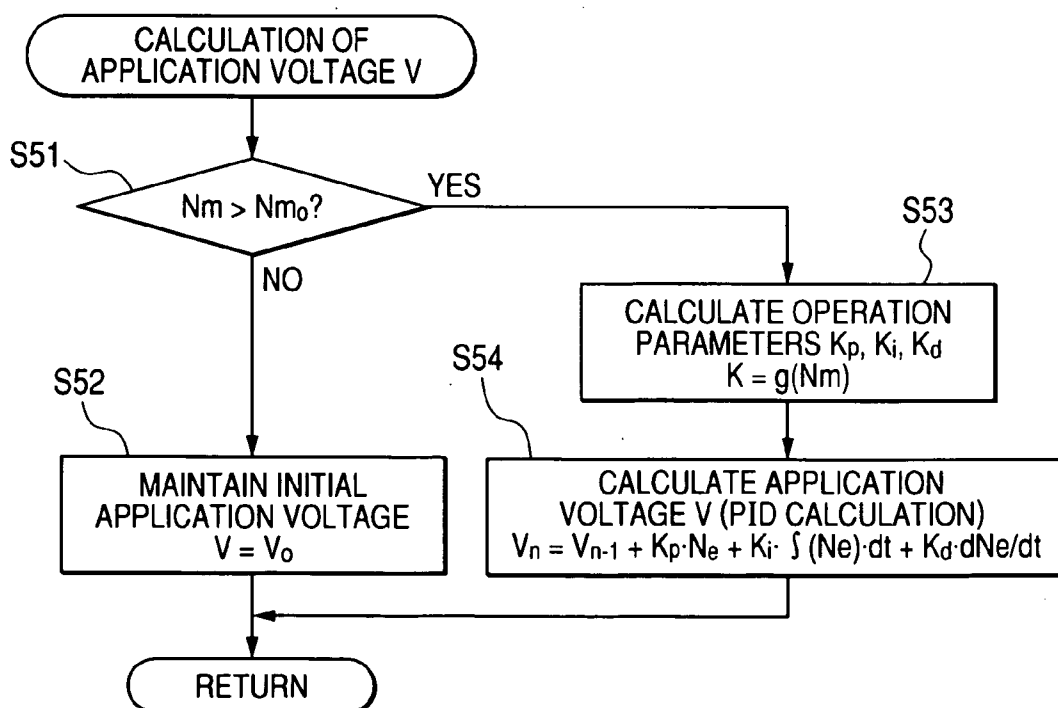 CALCULATION OF
APPLICATION VOLTAGE V
S51
Nm > Nm₀?
YES
NO
S53
CALCULATE OPERATION
PARAMETERS Kp, Ki, Kd
K = g(Nm)
S52
MAINTAIN INITIAL
APPLICATION VOLTAGE
V = Vo
S54
CALCULATE APPLICATION
VOLTAGE V (PID CALCULATION)
Vn = Vn-1 + Kp·Ne + Ki· ∫ (Ne)·dt + Kd·dNe/dt
RETURN